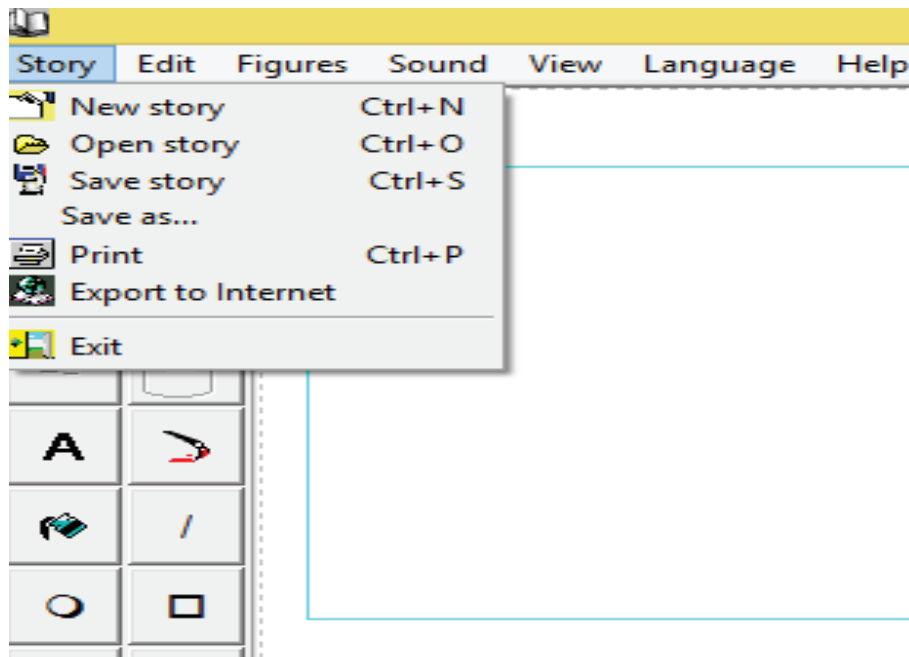 Story Edit Figures Sound View Language Help
New story Ctrl+N
Open story Ctrl+O
Save story Ctrl+S
Save as...
Print Ctrl+P
Export to Internet
Exit
A